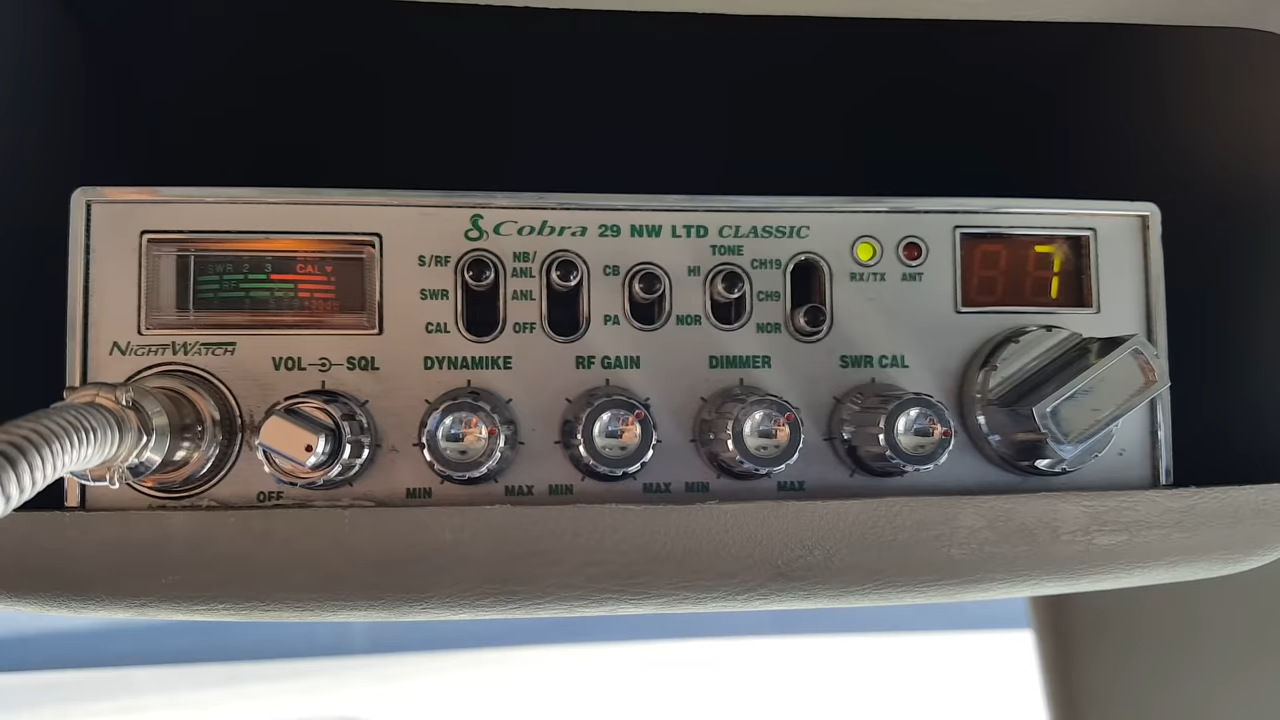 Cobra 29 NW LTD CLASSIC
S/RF
SWR
CAL
NB/
ANL
ANL
OFF
CB
PA
TONE
HI
NOR
CH19
CH9
NOR
RX/TX
ANT
7
SWR 2 3 CAL
RF
+30dB
NIGHTWATCH
VOL SQL
OFF
DYNAMIKE
MIN MAX
RF GAIN
MIN MAX
DIMMER
MIN MAX
SWR CAL